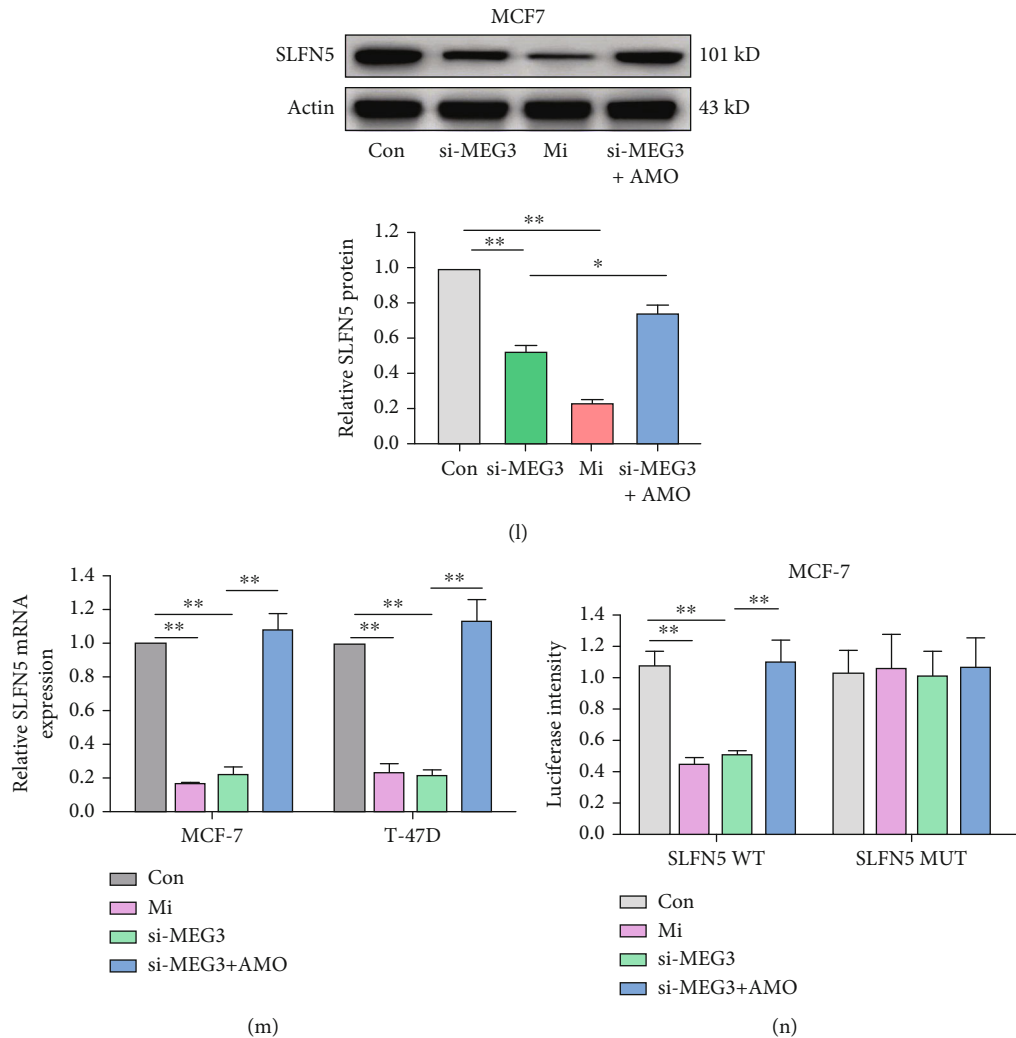 MCF7
SLFN5
101 kD
Actin
43 kD
Con si-MEG3 Mi si-MEG3
+ AMO
Relative SLFN5 protein
1.2
1.0
0.8
0.6
0.4
0.2
0.0
**
**
*
Con si-MEG3 Mi si-MEG3
+ AMO
(l)
Relative SLFN5 mRNA
expression
1.4
1.2
1.0
0.8
0.6
0.4
0.2
0.0
**
**
**
**
**
**
MCF-7
T-47D
Con
Mi
si-MEG3
si-MEG3+AMO
(m)
MCF-7
Luciferase intensity
1.4
1.2
1.0
0.8
0.6
0.4
0.2
0.0
**
**
**
SLFN5 WT
SLFN5 MUT
Con
Mi
si-MEG3
si-MEG3+AMO
(n)